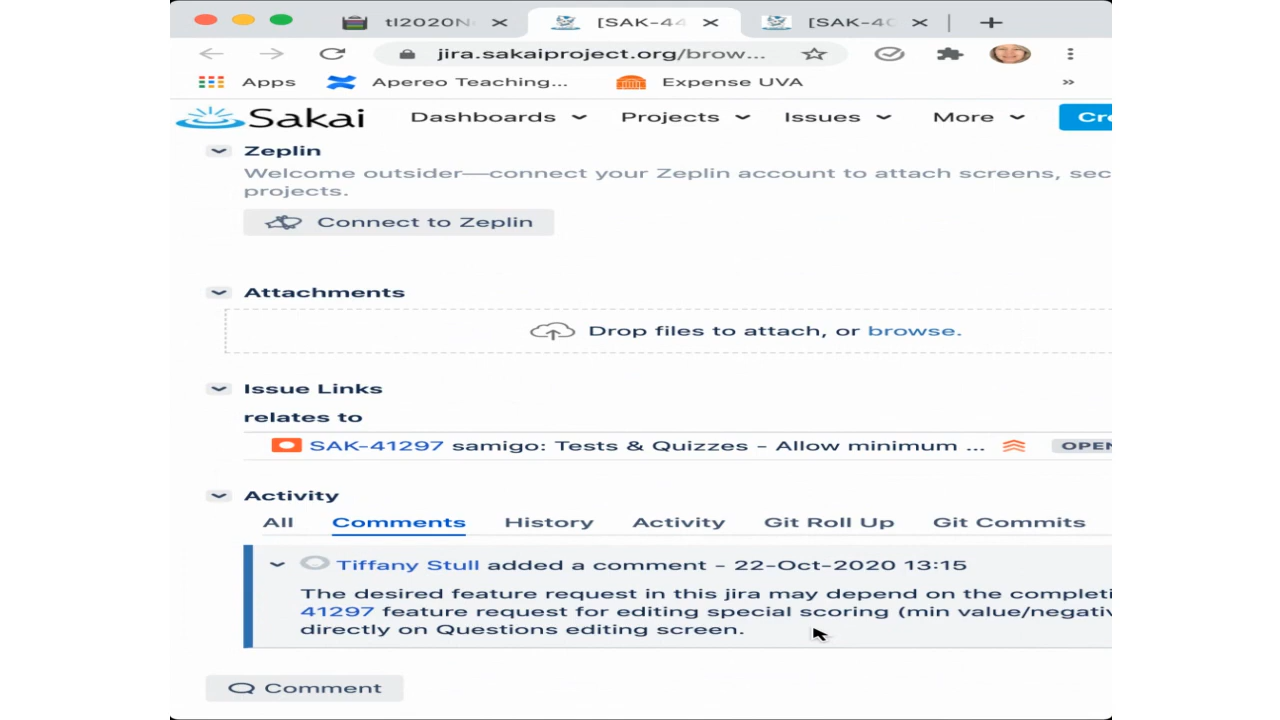 tl2020N
[SAK-44
[SAK-40
jira.sakaiproject.org/brow...
Apps
Apereo Teaching...
Expense UVA
»
Sakai
Dashboards
Projects
Issues
More
Cre
Zeplin
Welcome outsider—connect your Zeplin account to attach screens, sec
projects.
Connect to Zeplin
Attachments
Drop files to attach, or browse.
Issue Links
relates to
SAK-41297 samigo: Tests & Quizzes - Allow minimum ...
OPEN
Activity
All
Comments
History
Activity
Git Roll Up
Git Commits
Tiffany Stull added a comment - 22-Oct-2020 13:15
The desired feature request in this jira may depend on the completi
41297 feature request for editing special scoring (min value/negativ
directly on Questions editing screen.
Comment